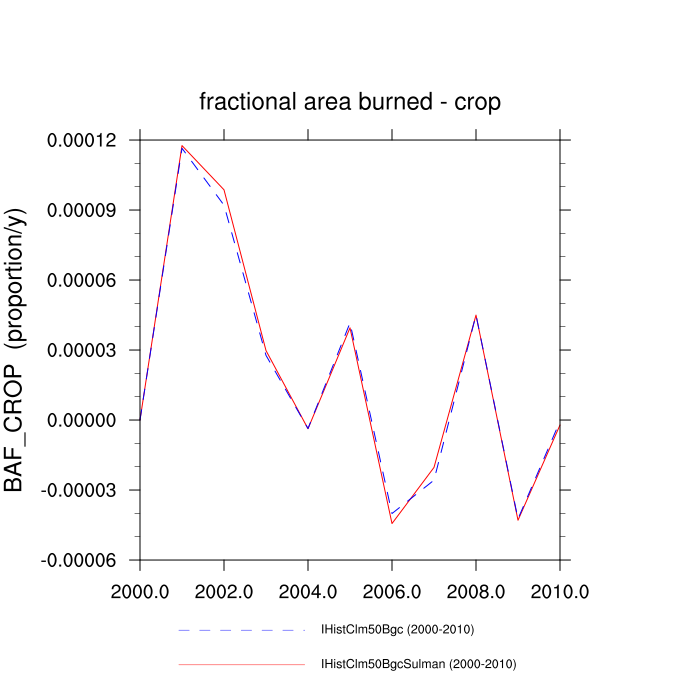 fractional area burned - crop
BAF_CROP (proportion/y)
0.00012
0.00009
0.00006
0.00003
0.00000
-0.00003
-0.00006
2000.0 2002.0 2004.0 2006.0 2008.0 2010.0
IHistClm50Bgc (2000-2010)
IHistClm50BgcSulman (2000-2010)